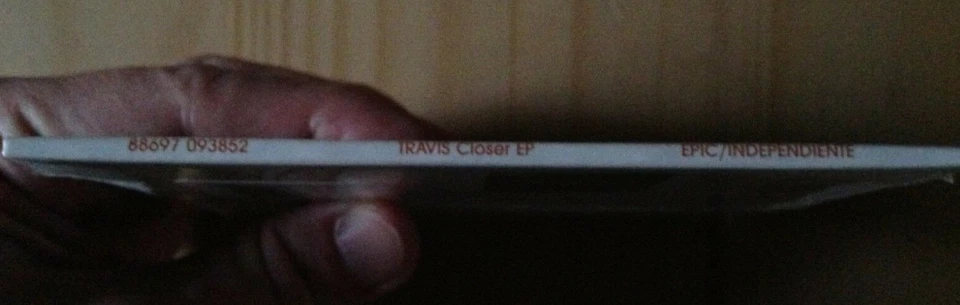 88697 093852 TRAVIS Closer EP EPIC/INDEPENDIENTE